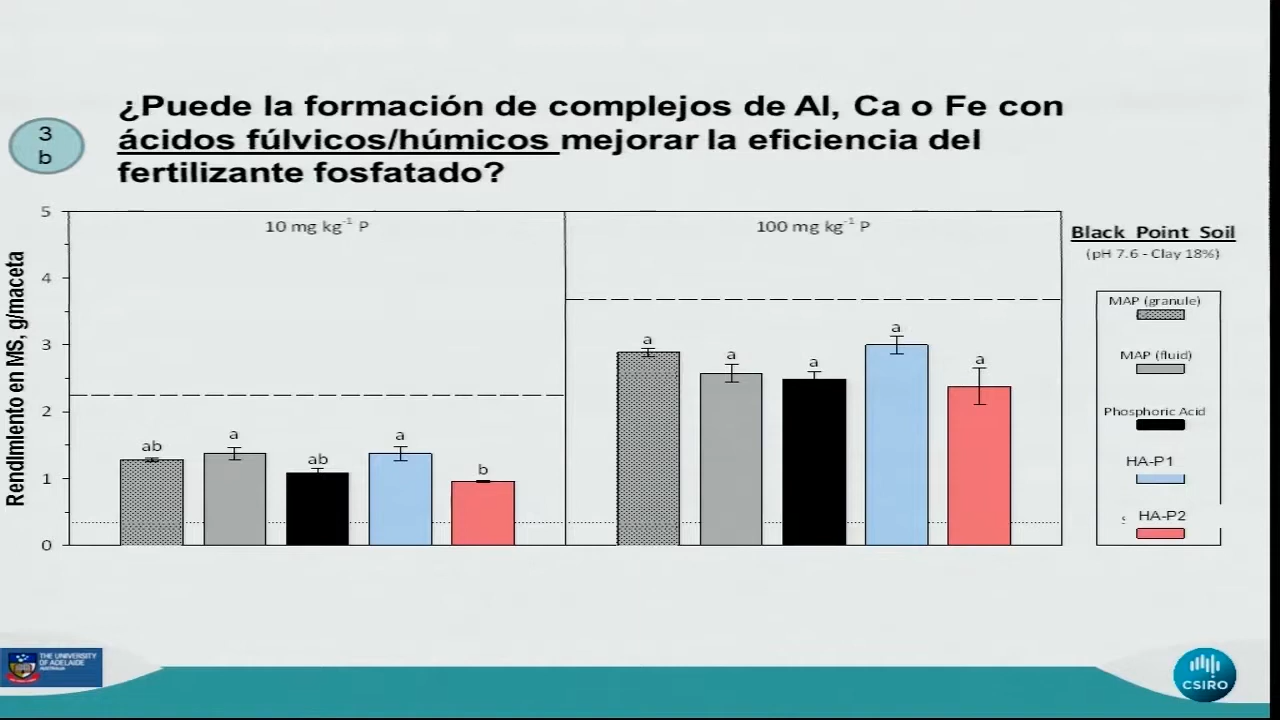 ¿Puede la formación de complejos de Al, Ca o Fe con
ácidos fúlvicos/húmicos mejorar la eficiencia del
fertilizante fosfatado?
3
b
Rendimiento en MS, g/maceta
5
4
3
2
1
0
10 mg kg⁻¹ P
ab
a
ab
a
b
100 mg kg⁻¹ P
a
a
a
a
a
Black Point Soil
(pH 7.6 - Clay 18%)
MAP (granule)
MAP (fluid)
Phosphoric Acid
HA-P1
HA-P2
THE UNIVERSITY
OF ADELAIDE
AUSTRALIA
CSIRO